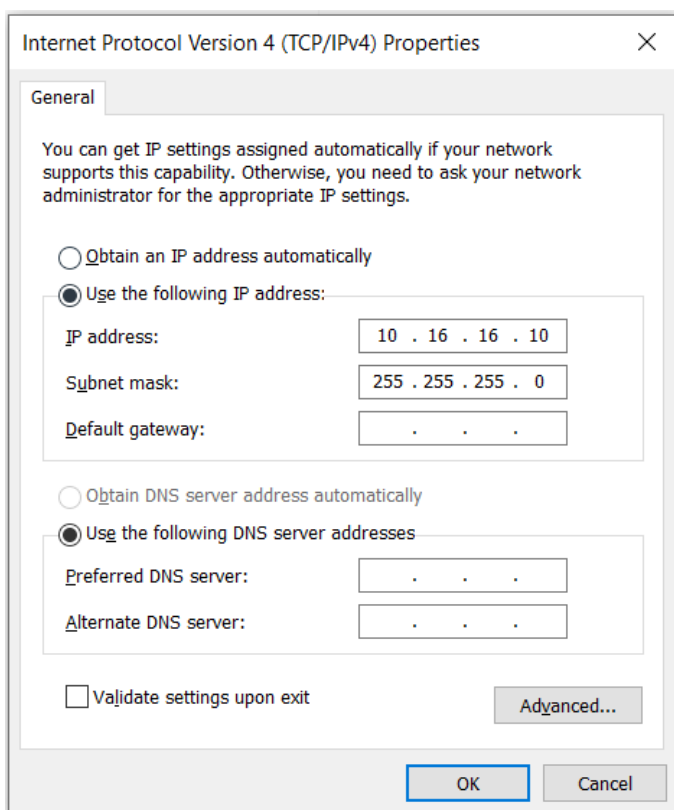 Internet Protocol Version 4 (TCP/IPv4) Properties
General
You can get IP settings assigned automatically if your network
supports this capability. Otherwise, you need to ask your network
administrator for the appropriate IP settings.
Obtain an IP address automatically
Use the following IP address:
IP address: 10 . 16 . 16 . 10
Subnet mask: 255 . 255 . 255 . 0
Default gateway: . . .
Obtain DNS server address automatically
Use the following DNS server addresses
Preferred DNS server: . . .
Alternate DNS server: . . .
Validate settings upon exit
Advanced...
OK Cancel